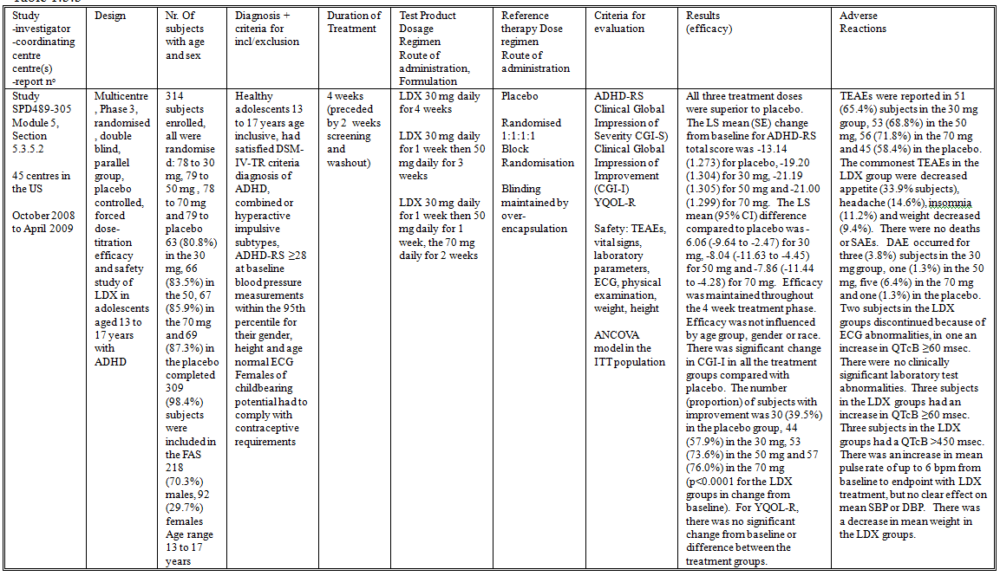 Study
-investigator
-coordinating
centre
centre(s)
-report nº
Design
Nr. Of
subjects
with age
and sex
Diagnosis +
criteria for
incl/exclusion
Duration of
Treatment
Test Product
Dosage
Regimen
Route of
administration,
Formulation
Reference
therapy Dose
regimen
Route of
administration
Criteria for
evaluation
Results
(efficacy)
Adverse
Reactions
Study
SPD489-305
Module 5,
Section
5.3.5.2
45 centres in
the US
October 2008
to April 2009
Multicentre
, Phase 3,
randomised
, double
blind,
parallel
group,
placebo
controlled,
forced
dose-
titration
efficacy
and safety
study of
LDX in
adolescents
aged 13 to
17 years
with
ADHD
314
subjects
enrolled,
all were
randomise
d: 78 to 30
mg, 79 to
50 mg , 78
to 70 mg
and 79 to
placebo
63 (80.8%)
in the 30
mg, 66
(83.5%) in
the 50, 67
(85.9%) in
the 70 mg
and 69
(87.3%) in
the placebo
completed
309
(98.4%)
subjects
were
included in
the FAS
218
(70.3%)
males, 92
(29.7%)
females
Age range
13 to 17
years
Healthy
adolescents 13
to 17 years age
inclusive, had
satisfied DSM-
IV-TR criteria
diagnosis of
ADHD,
combined or
hyperactive
impulsive
subtypes,
ADHD-RS ≥28
at baseline
blood pressure
measurements
within the 95th
percentile for
their gender,
height and age
normal ECG
Females of
childbearing
potential had to
comply with
contraceptive
requirements
4 weeks
(preceded
by 2 weeks
screening
and
washout)
LDX 30 mg daily
for 4 weeks
LDX 30 mg daily
for 1 week then 50
mg daily for 3
weeks
LDX 30 mg daily
for 1 week then 50
mg daily for 1
week, the 70 mg
daily for 2 weeks
Placebo
Randomised
1:1:1:1
Block
Randomisation
Blinding
maintained by
over-
encapsulation
ADHD-RS
Clinical Global
Impression of
Severity CGI-S)
Clinical Global
Impression of
Improvement
(CGI-I)
YQOL-R
Safety: TEAEs,
vital signs,
laboratory
parameters,
ECG, physical
examination,
weight, height
ANCOVA
model in the
ITT population
All three treatment doses
were superior to placebo.
The LS mean (SE) change
from baseline for ADHD-RS
total score was -13.14
(1.273) for placebo, -19.20
(1.304) for 30 mg, -21.19
(1.305) for 50 mg and -21.00
(1.299) for 70 mg. The LS
mean (95% CI) difference
compared to placebo was -
6.06 (-9.64 to -2.47) for 30
mg, -8.04 (-11.63 to -4.45)
for 50 mg and -7.86 (-11.44
to -4.28) for 70 mg. Efficacy
was maintained throughout
the 4 week treatment phase.
Efficacy was not influenced
by age group, gender or race.
There was significant change
in CGI-I in all the treatment
groups compared with
placebo. The number
(proportion) of subjects with
improvement was 30 (39.5%)
in the placebo group, 44
(57.9%) in the 30 mg, 53
(73.6%) in the 50 mg and 57
(76.0%) in the 70 mg
(p<0.0001 for the LDX
groups in change from
baseline). For YQOL-R,
there was no significant
change from baseline or
difference between the
treatment groups.
TEAEs were reported in 51
(65.4%) subjects in the 30 mg
group, 53 (68.8%) in the 50
mg, 56 (71.8%) in the 70 mg
and 45 (58.4%) in the placebo.
The commonest TEAEs in the
LDX group were decreased
appetite (33.9% subjects),
headache (14.6%), insomnia
(11.2%) and weight decreased
(9.4%). There were no deaths
or SAEs. DAE occurred for
three (3.8%) subjects in the 30
mg group, one (1.3%) in the 50
mg, five (6.4%) in the 70 mg
and one (1.3%) in the placebo.
Two subjects in the LDX
groups discontinued because of
ECG abnormalities, in one an
increase in QTcB ≥60 msec.
There were no clinically
significant laboratory test
abnormalities. Three subjects
in the LDX groups had an
increase in QTcB ≥60 msec.
Three subjects in the LDX
groups had a QTcB >450 msec.
There was an increase in mean
pulse rate of up to 6 bpm from
baseline to endpoint with LDX
treatment, but no clear effect on
mean SBP or DBP. There was
a decrease in mean weight in
the LDX groups.